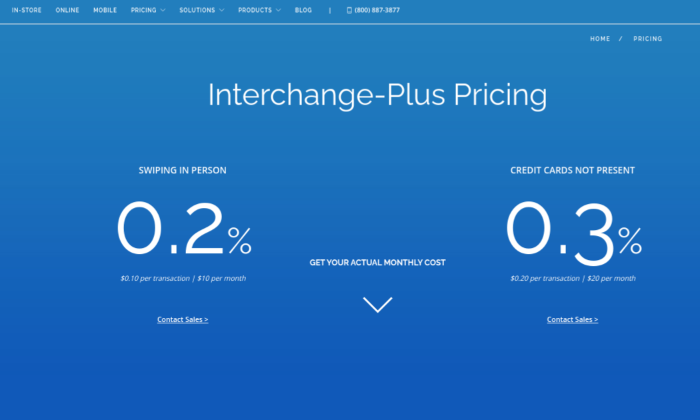 IN-STORE ONLINE MOBILE PRICING SOLUTIONS PRODUCTS BLOG | (800) 887-3877
HOME / PRICING
Interchange-Plus Pricing
SWIPING IN PERSON
0.2%
$0.10 per transaction | $10 per month
Contact Sales >
GET YOUR ACTUAL MONTHLY COST
CREDIT CARDS NOT PRESENT
0.3%
$0.20 per transaction | $20 per month
Contact Sales >